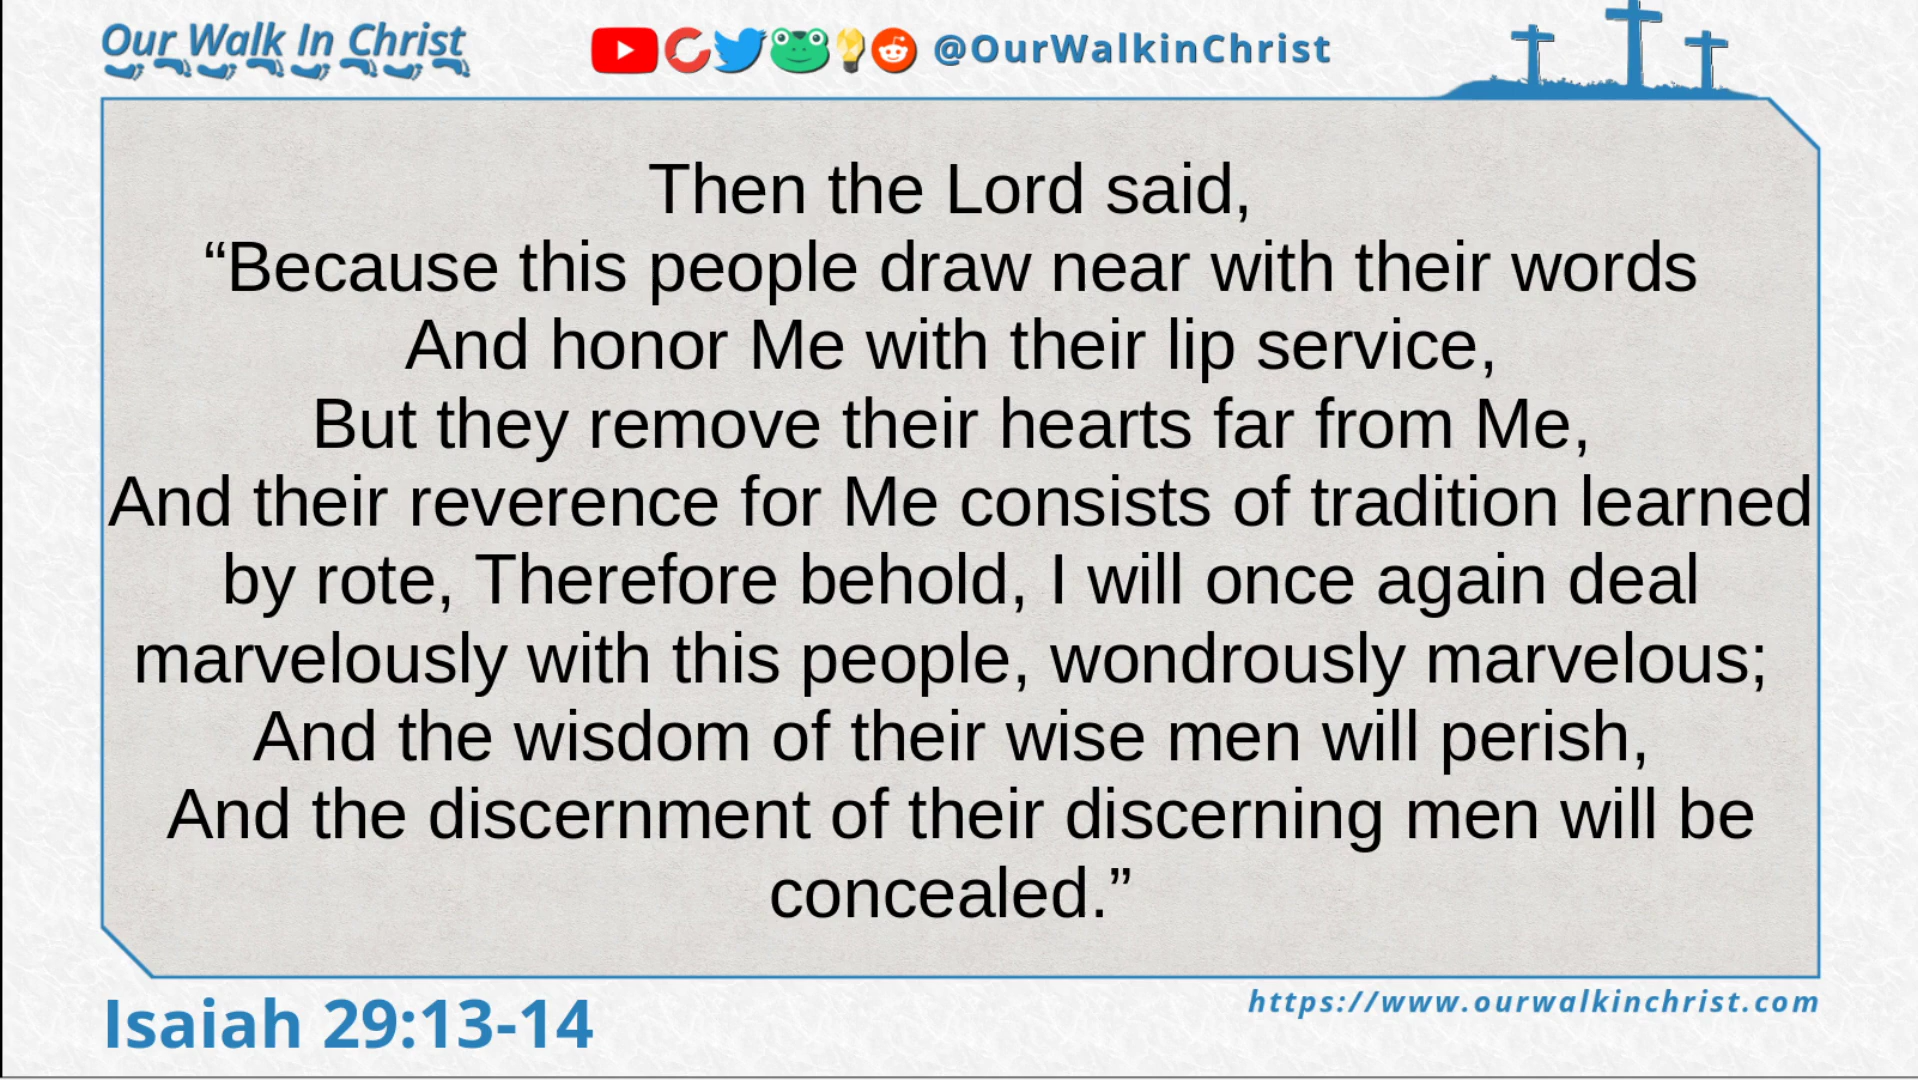 Our Walk In Christ
@OurWalkinChrist
Then the Lord said,
“Because this people draw near with their words
And honor Me with their lip service,
But they remove their hearts far from Me,
And their reverence for Me consists of tradition learned
by rote, Therefore behold, I will once again deal
marvelously with this people, wondrously marvelous;
And the wisdom of their wise men will perish,
And the discernment of their discerning men will be
concealed.”
Isaiah 29:13-14
https://www.ourwalkinchrist.com